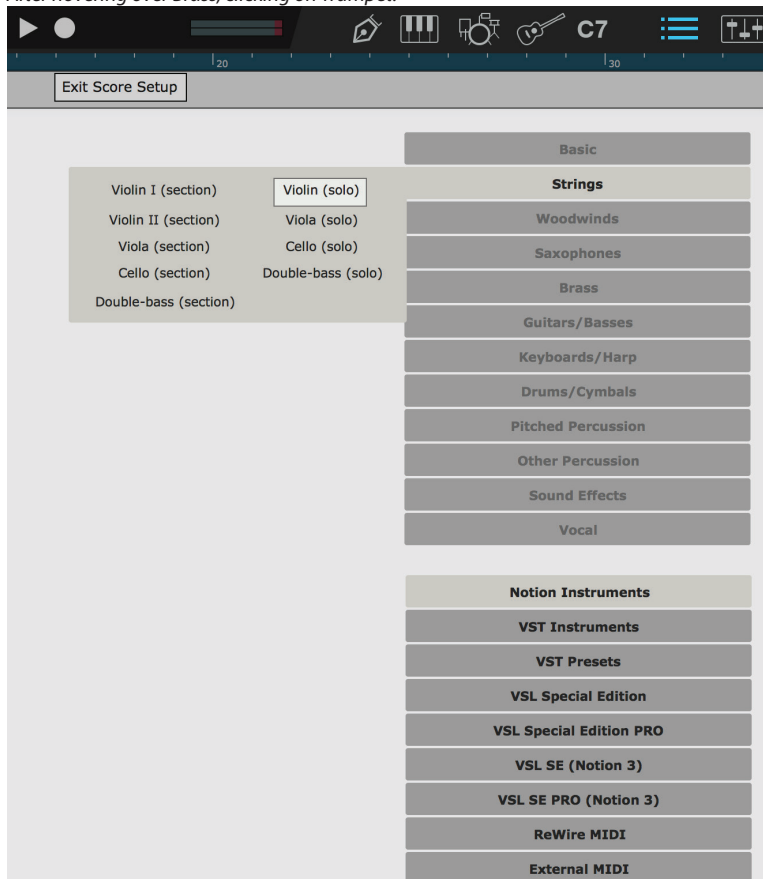 After hovering over Brass, clicking on Trumpet.
C7
20 30
Exit Score Setup
Basic
Strings
Woodwinds
Saxophones
Brass
Guitars/Basses
Keyboards/Harp
Drums/Cymbals
Pitched Percussion
Other Percussion
Sound Effects
Vocal
Violin I (section) Violin (solo)
Violin II (section) Viola (solo)
Viola (section) Cello (solo)
Cello (section) Double-bass (solo)
Double-bass (section)
Notion Instruments
VST Instruments
VST Presets
VSL Special Edition
VSL Special Edition PRO
VSL SE (Notion 3)
VSL SE PRO (Notion 3)
ReWire MIDI
External MIDI